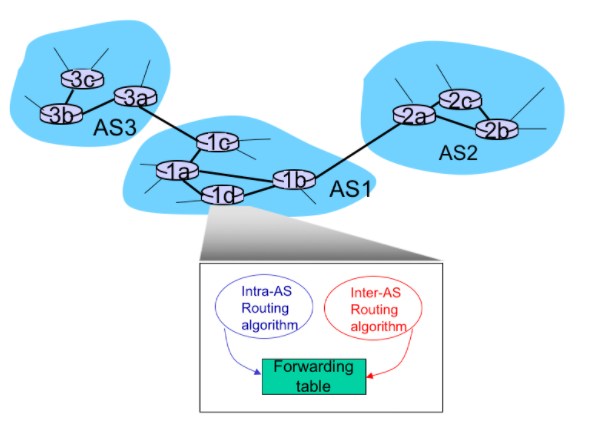 3c
3a
3b
AS3
2c
2a
2b
AS2
1c
1a
1b
1d
AS1
Intra-AS
Routing
algorithm
Inter-AS
Routing
algorithm
Forwarding
table